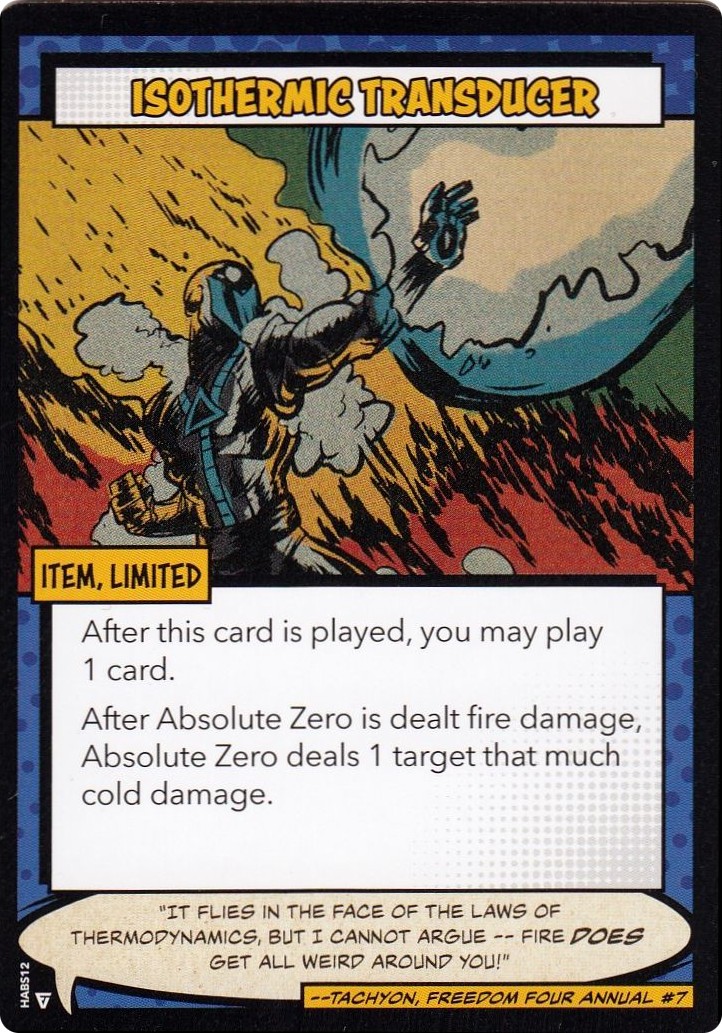 ISOTHERMIC TRANSDUCER
ITEM, LIMITED
After this card is played, you may play
1 card.
After Absolute Zero is dealt fire damage,
Absolute Zero deals 1 target that much
cold damage.
"IT FLIES IN THE FACE OF THE LAWS OF
THERMODYNAMICS, BUT I CANNOT ARGUE -- FIRE DOES
GET ALL WEIRD AROUND YOU!"
--TACHYON, FREEDOM FOUR ANNUAL #7
HABS12